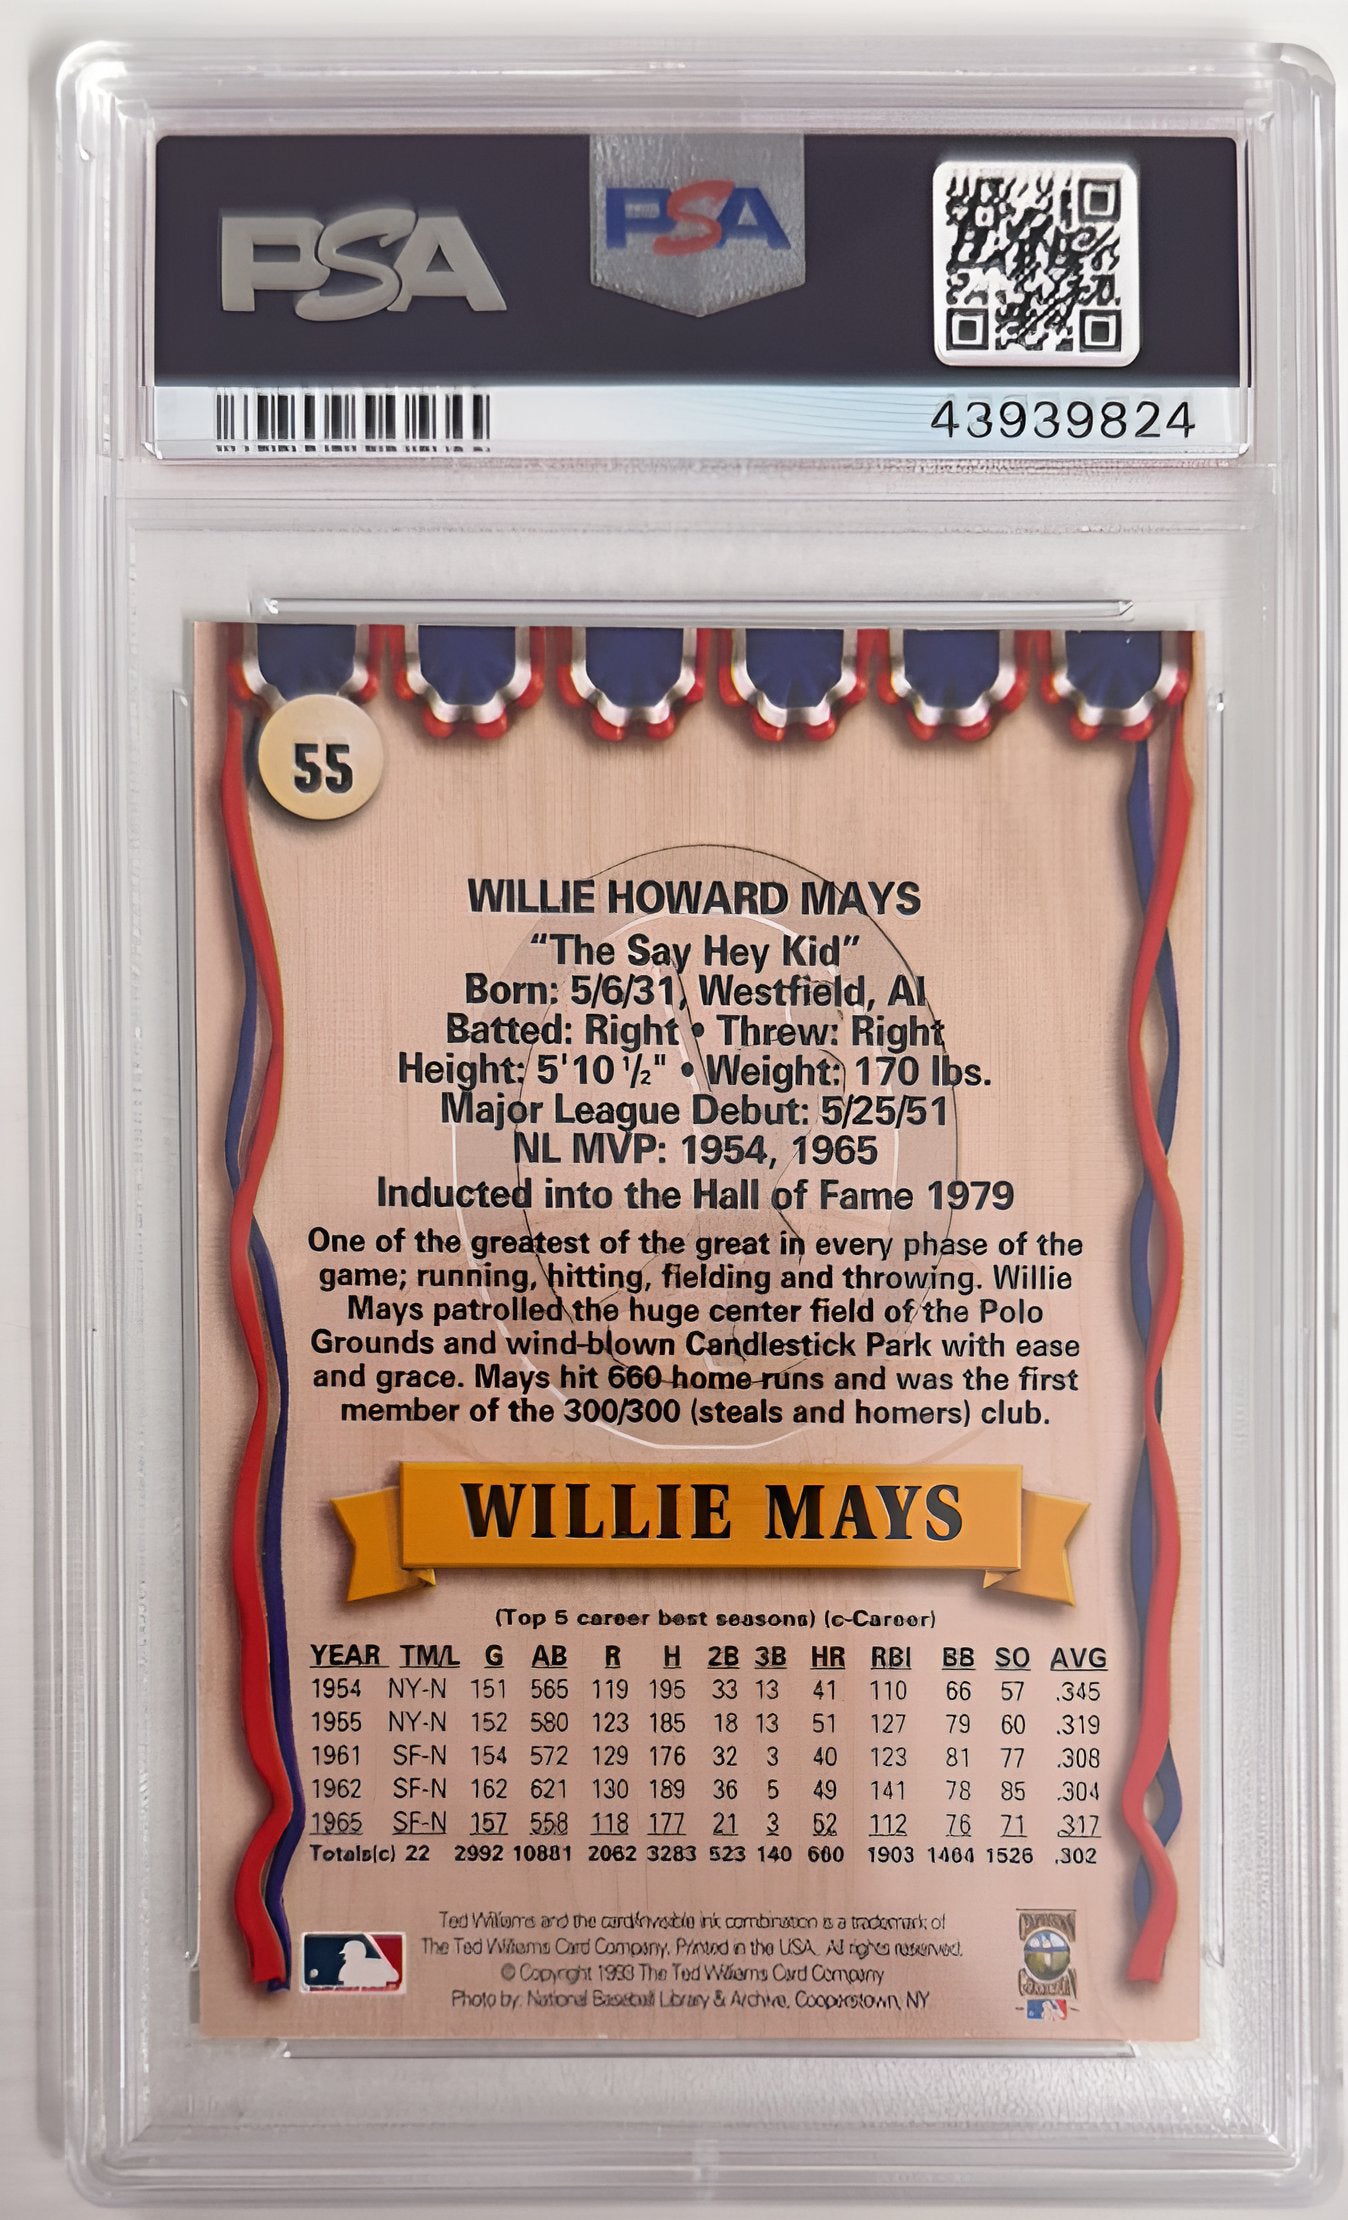 PSA
PSA
43939824
55
WILLIE HOWARD MAYS
“The Say Hey Kid”
Born: 5/6/31, Westfield, Al
Batted: Right • Threw: Right
Height: 5'10 ½" • Weight: 170 lbs.
Major League Debut: 5/25/51
NL MVP: 1954, 1965
Inducted into the Hall of Fame 1979
One of the greatest of the great in every phase of the
game; running, hitting, fielding and throwing. Willie
Mays patrolled the huge center field of the Polo
Grounds and wind-blown Candlestick Park with ease
and grace. Mays hit 660 home runs and was the first
member of the 300/300 (steals and homers) club.
WILLIE MAYS
(Top 5 career best seasons) (c-Career)
YEAR TM/L G AB R H 2B 3B HR RBI BB SO AVG
1954 NY-N 151 565 119 195 33 13 41 110 66 57 .345
1955 NY-N 152 580 123 185 18 13 51 127 79 60 .319
1961 SF-N 154 572 129 176 32 3 40 123 81 77 .308
1962 SF-N 162 621 130 189 36 5 49 141 78 85 .304
1965 SF-N 157 558 118 177 21 3 52 112 76 71 .317
Totals(c) 22 2992 10881 2062 3283 523 140 660 1903 1464 1526 .302
Ted Williams and the card/invisible ink combination is a trademark of
The Ted Williams Card Company. Printed in the USA. All rights reserved.
© Copyright 1993 The Ted Williams Card Company
Photo by: National Baseball Library & Archive, Cooperstown, NY